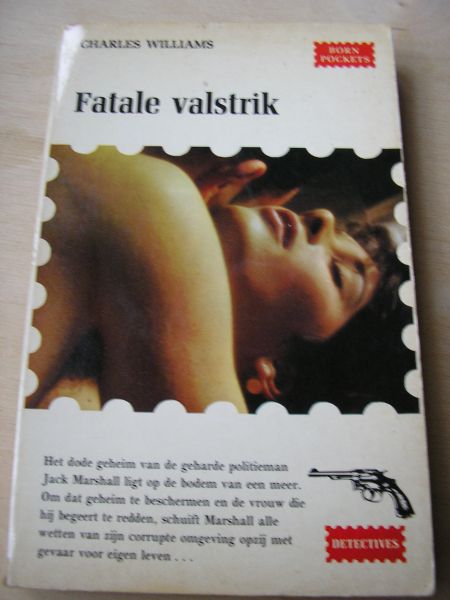 CHARLES WILLIAMS
BORN
POCKETS
Fatale valstrik
Het dode geheim van de geharde politieman
Jack Marshall ligt op de bodem van een meer.
Om dat geheim te beschermen en de vrouw die
hij begeert te redden, schuift Marshall alle
wetten van zijn corrupte omgeving opzij met
gevaar voor eigen leven . . .
DETECTIVES